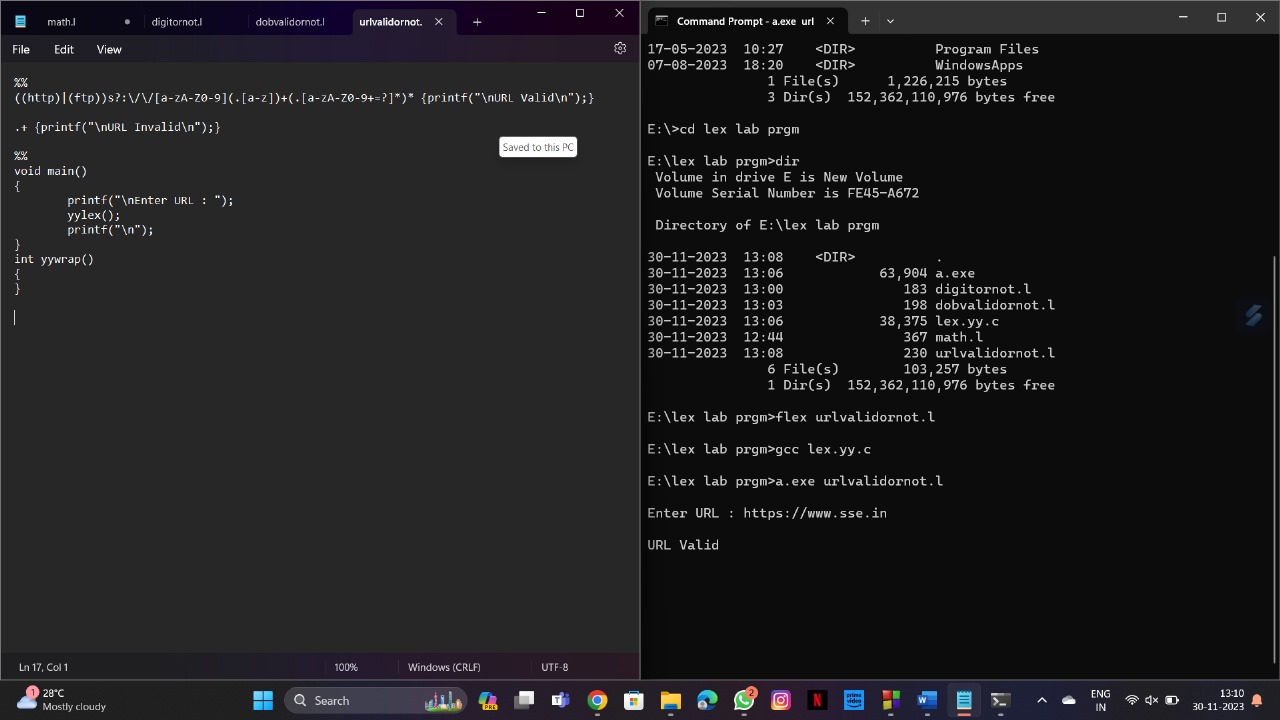 math.l
digitornot.l
dobvalidornot.l
urlvalidornot.
File Edit View
%%
((http)|(ftp))s?:\/\/[a-zA-Z0-9](.[a-z])+(.[a-zA-Z0-9+=?]*)* {printf("\nURL Valid\n");}
.+ {printf("\nURL Invalid\n");}
%%
void main()
{
printf("\nEnter URL : ");
yylex();
printf("\n");
}
int yywrap()
{
}
Saved to this PC
Ln 17, Col 1 100% Windows (CRLF) UTF-8
Command Prompt - a.exe url
17-05-2023 10:27 <DIR> Program Files
07-08-2023 18:20 <DIR> WindowsApps
1 File(s) 1,226,215 bytes
3 Dir(s) 152,362,110,976 bytes free
E:\>cd lex lab prgm
E:\lex lab prgm>dir
Volume in drive E is New Volume
Volume Serial Number is FE45-A672
Directory of E:\lex lab prgm
30-11-2023 13:08 <DIR> .
30-11-2023 13:06 63,904 a.exe
30-11-2023 13:00 183 digitornot.l
30-11-2023 13:03 198 dobvalidornot.l
30-11-2023 13:06 38,375 lex.yy.c
30-11-2023 12:44 367 math.l
30-11-2023 13:08 230 urlvalidornot.l
6 File(s) 103,257 bytes
1 Dir(s) 152,362,110,976 bytes free
E:\lex lab prgm>flex urlvalidornot.l
E:\lex lab prgm>gcc lex.yy.c
E:\lex lab prgm>a.exe urlvalidornot.l
Enter URL : https://www.sse.in
URL Valid
1
28°C
Mostly cloudy
Search
2
ENG
IN
13:10
30-11-2023